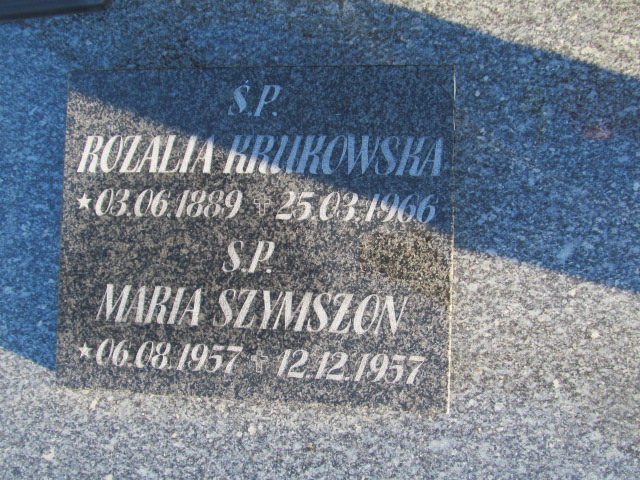 Ś.P.
ROZALIA KRUKOWSKA
★03.06.1889 ✝ 25.03.1966
Ś.P.
MARIA SZYMSZON
★06.08.1957 ✝ 12.12.1957